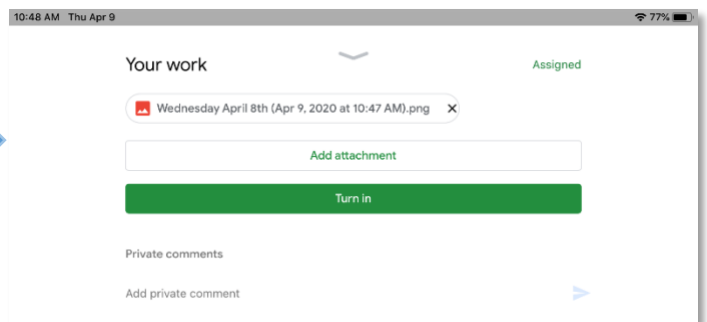 10:48 AM Thu Apr 9 77%
Your work Assigned
Wednesday April 8th (Apr 9, 2020 at 10:47 AM).png
Add attachment
Turn in
Private comments
Add private comment